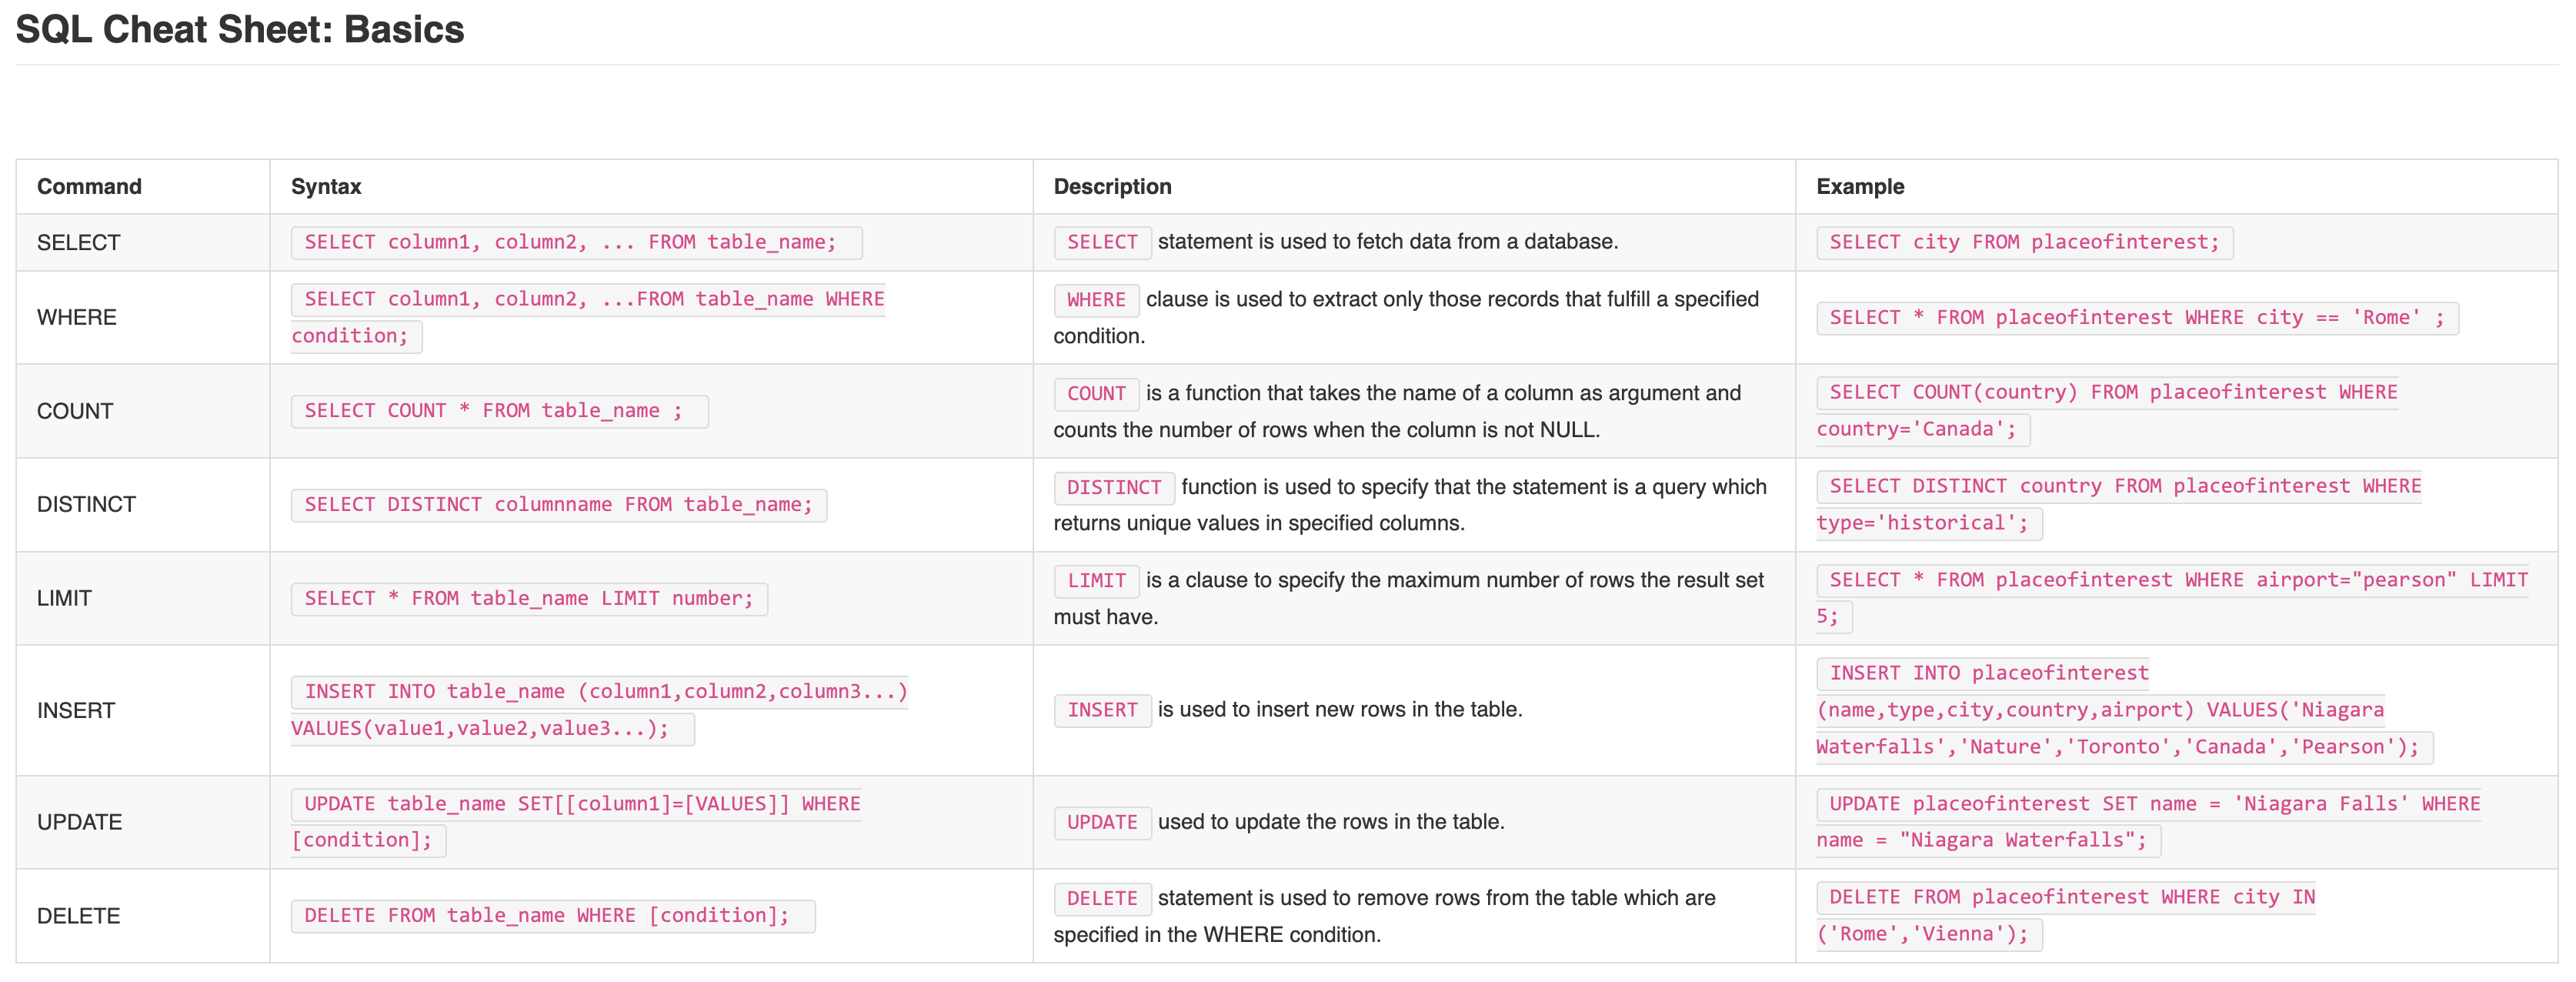 SQL Cheat Sheet: Basics
Command Syntax Description Example
SELECT SELECT column1, column2, ... FROM table_name; SELECT statement is used to fetch data from a database. SELECT city FROM placeofinterest;
WHERE
SELECT column1, column2, ...FROM table_name WHERE
condition;
WHERE clause is used to extract only those records that fulfill a specified
condition.
SELECT * FROM placeofinterest WHERE city == 'Rome' ;
COUNT
SELECT COUNT * FROM table_name ;
COUNT is a function that takes the name of a column as argument and
counts the number of rows when the column is not NULL.
SELECT COUNT(country) FROM placeofinterest WHERE
country='Canada';
DISTINCT
SELECT DISTINCT columnname FROM table_name;
DISTINCT function is used to specify that the statement is a query which
returns unique values in specified columns.
SELECT DISTINCT country FROM placeofinterest WHERE
type='historical';
LIMIT
SELECT * FROM table_name LIMIT number;
LIMIT is a clause to specify the maximum number of rows the result set
must have.
SELECT * FROM placeofinterest WHERE airport="pearson" LIMIT
5;
INSERT
INSERT INTO table_name (column1,column2,column3...)
VALUES(value1,value2,value3...);
INSERT is used to insert new rows in the table.
INSERT INTO placeofinterest
(name,type,city,country,airport) VALUES('Niagara
Waterfalls','Nature','Toronto','Canada','Pearson');
UPDATE
UPDATE table_name SET[[column1]=[VALUES]] WHERE
[condition];
UPDATE used to update the rows in the table.
UPDATE placeofinterest SET name = 'Niagara Falls' WHERE
name = "Niagara Waterfalls";
DELETE
DELETE FROM table_name WHERE [condition];
DELETE statement is used to remove rows from the table which are
specified in the WHERE condition.
DELETE FROM placeofinterest WHERE city IN
('Rome','Vienna');